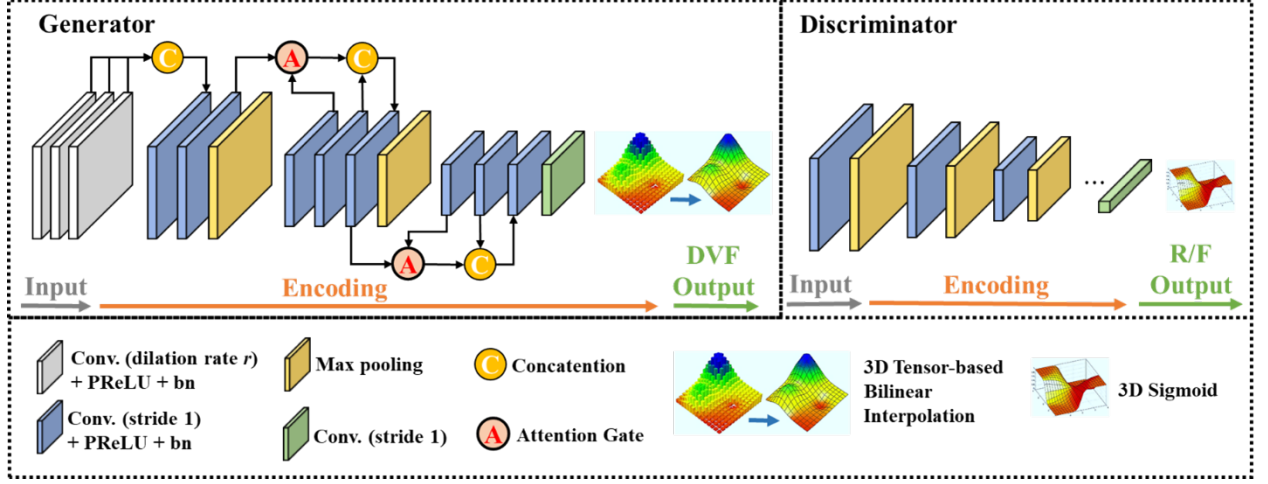 Generator
C
A
C
A
C
DVF
Output
Input
Encoding
Discriminator
...
R/F
Output
Input
Encoding
Conv. (dilation rate r)
+ PReLU + bn
Max pooling
C Concatention
3D Tensor-based
Bilinear
Interpolation
3D Sigmoid
Conv. (stride 1)
+ PReLU + bn
Conv. (stride 1)
A Attention Gate